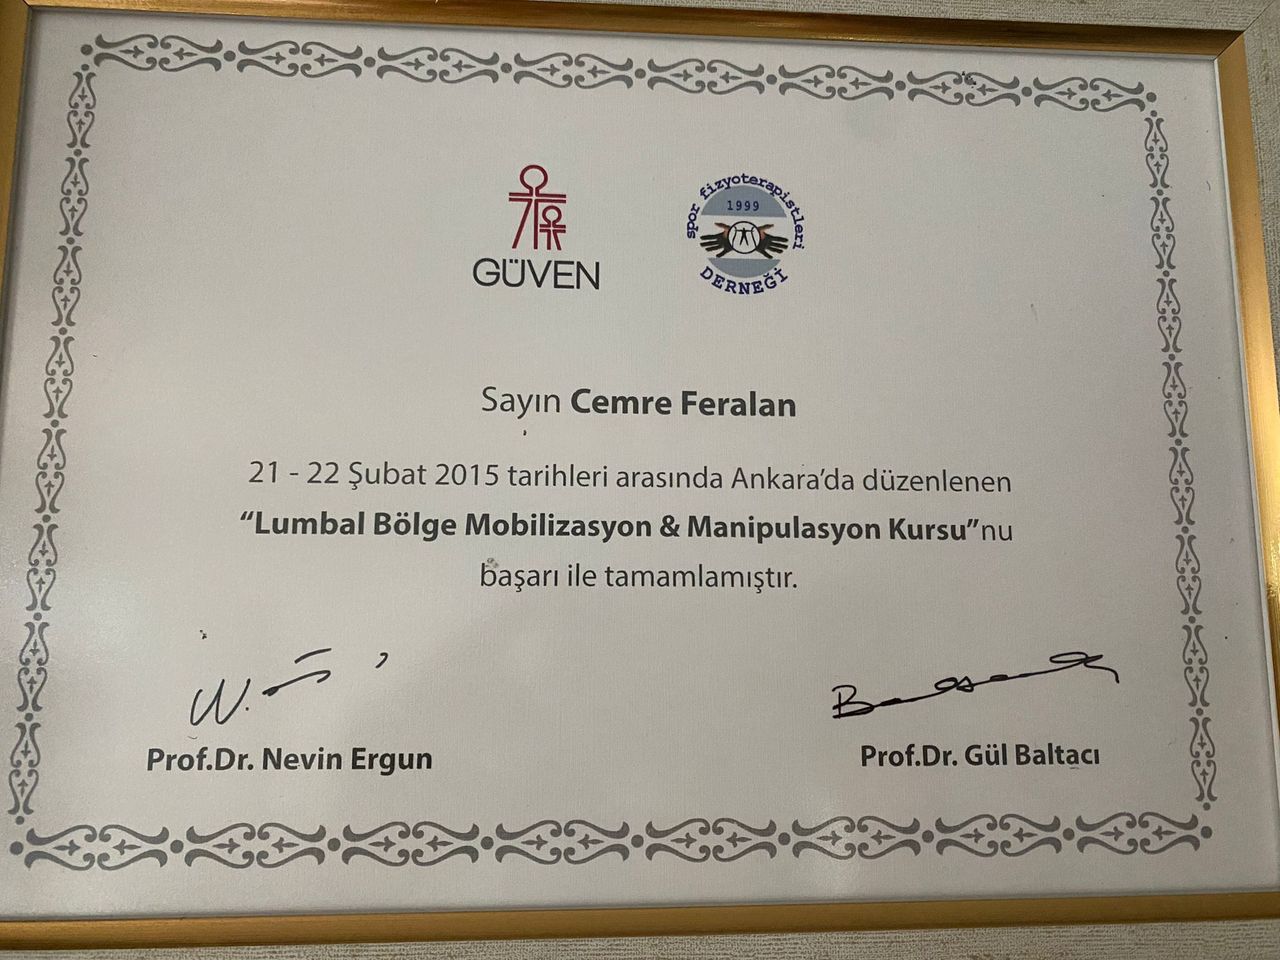 GÜVEN
spor fizyoterapistleri
1999
DERNEĞİ
Sayın Cemre Feralan
21 - 22 Şubat 2015 tarihleri arasında Ankara'da düzenlenen
“Lumbal Bölge Mobilizasyon & Manipulasyon Kursu”nu
başarı ile tamamlamıştır.
Prof.Dr. Nevin Ergun
Prof.Dr. Gül Baltacı